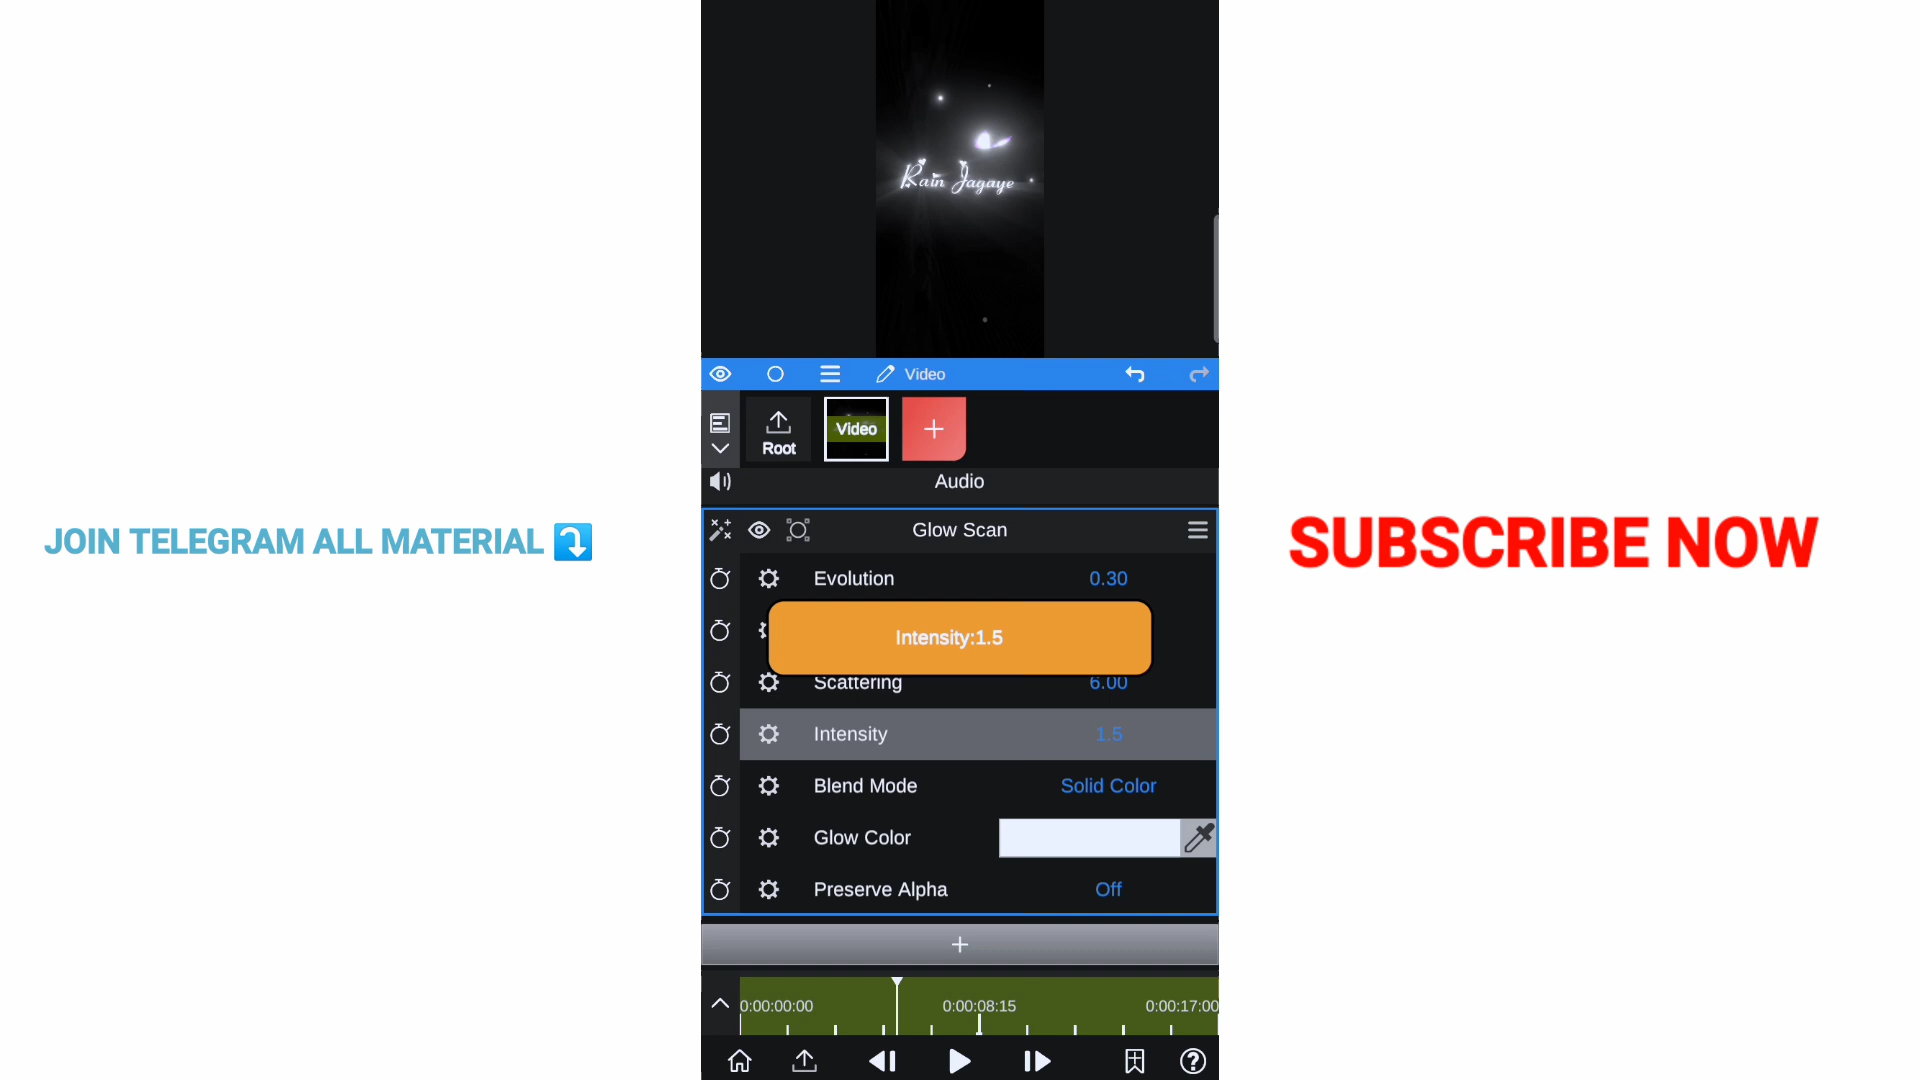 Rain Jagaye
Video
Root
Video
Audio
Glow Scan
Evolution 0.30
Intensity:1.5
Scattering 6.00
Intensity 1.5
Blend Mode Solid Color
Glow Color
Preserve Alpha Off
0:00:00:00 0:00:08:15 0:00:17:00
JOIN TELEGRAM ALL MATERIAL
SUBSCRIBE NOW